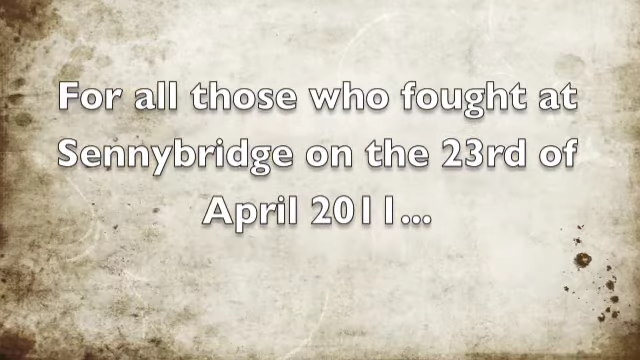 For all those who fought at
Sennybridge on the 23rd of
April 2011...